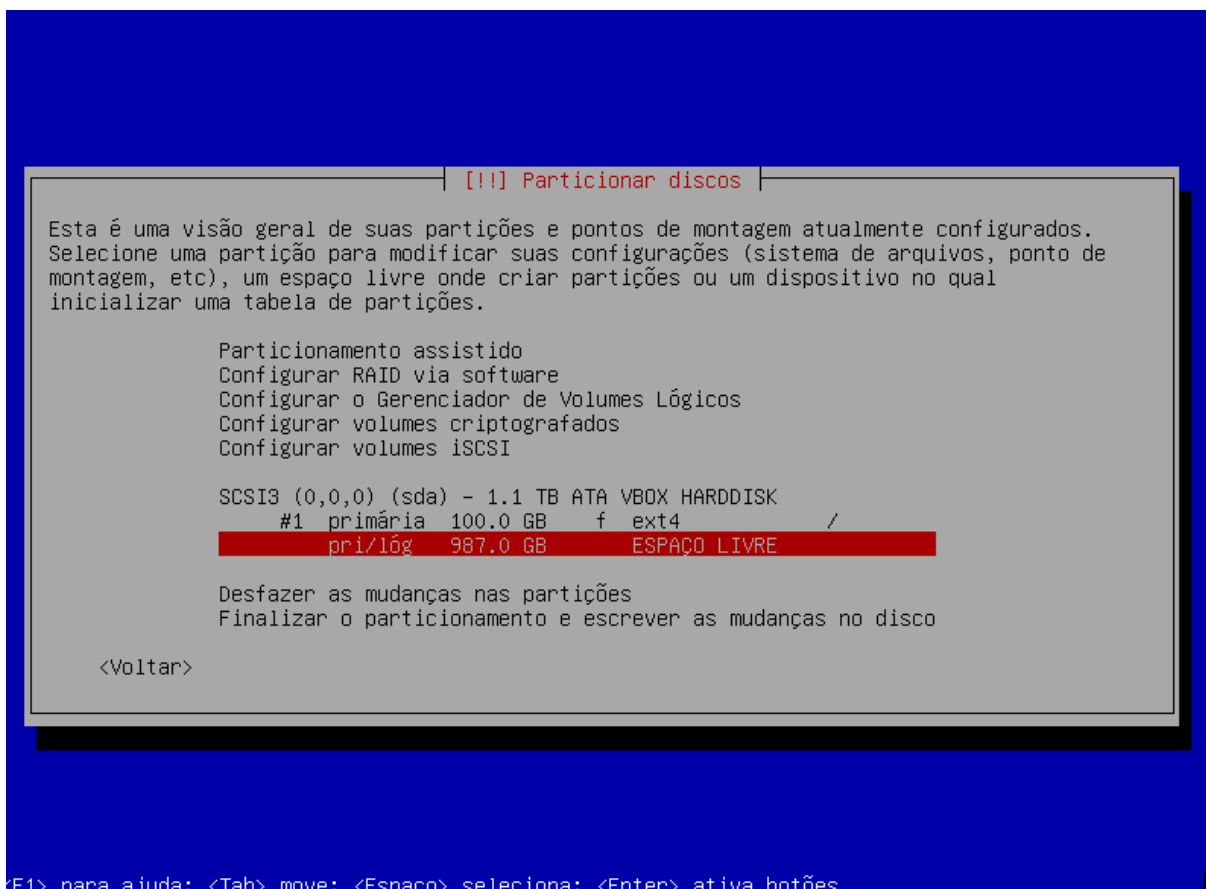 [!!] Particionar discos
Esta é uma visão geral de suas partições e pontos de montagem atualmente configurados.
Selecione uma partição para modificar suas configurações (sistema de arquivos, ponto de
montagem, etc), um espaço livre onde criar partições ou um dispositivo no qual
inicializar uma tabela de partições.
Particionamento assistido
Configurar RAID via software
Configurar o Gerenciador de Volumes Lógicos
Configurar volumes criptografados
Configurar volumes iSCSI
SCSI3 (0,0,0) (sda) - 1.1 TB ATA VBOX HARDDISK
#1 primária 100.0 GB f ext4 /
pri/lóg 987.0 GB ESPAÇO LIVRE
Desfazer as mudanças nas partições
Finalizar o particionamento e escrever as mudanças no disco
<Voltar>
<F1> para ajuda; <Tab> move; <Espaço> seleciona; <Enter> ativa botões